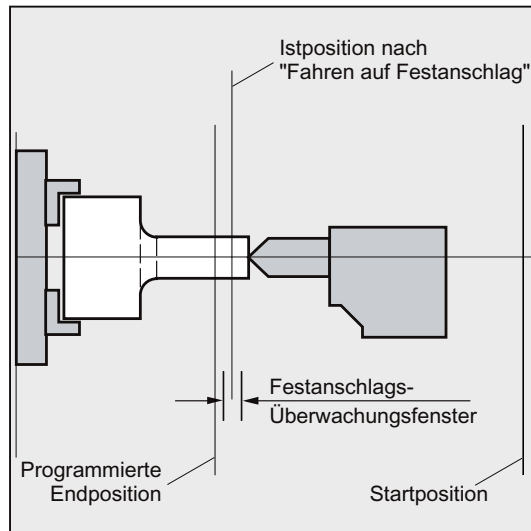 Istposition nach
"Fahren auf Festanschlag"
Festanschlags-
Überwachungsfenster
Programmierte
Endposition
Startposition